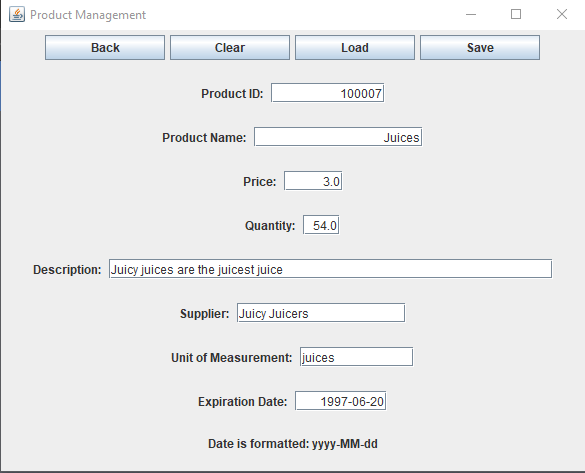 Product Management
Back Clear Load Save
Product ID: 100007
Product Name: Juices
Price: 3.0
Quantity: 54.0
Description: Juicy juices are the juicest juice
Supplier: Juicy Juicers
Unit of Measurement: juices
Expiration Date: 1997-06-20
Date is formatted: yyyy-MM-dd